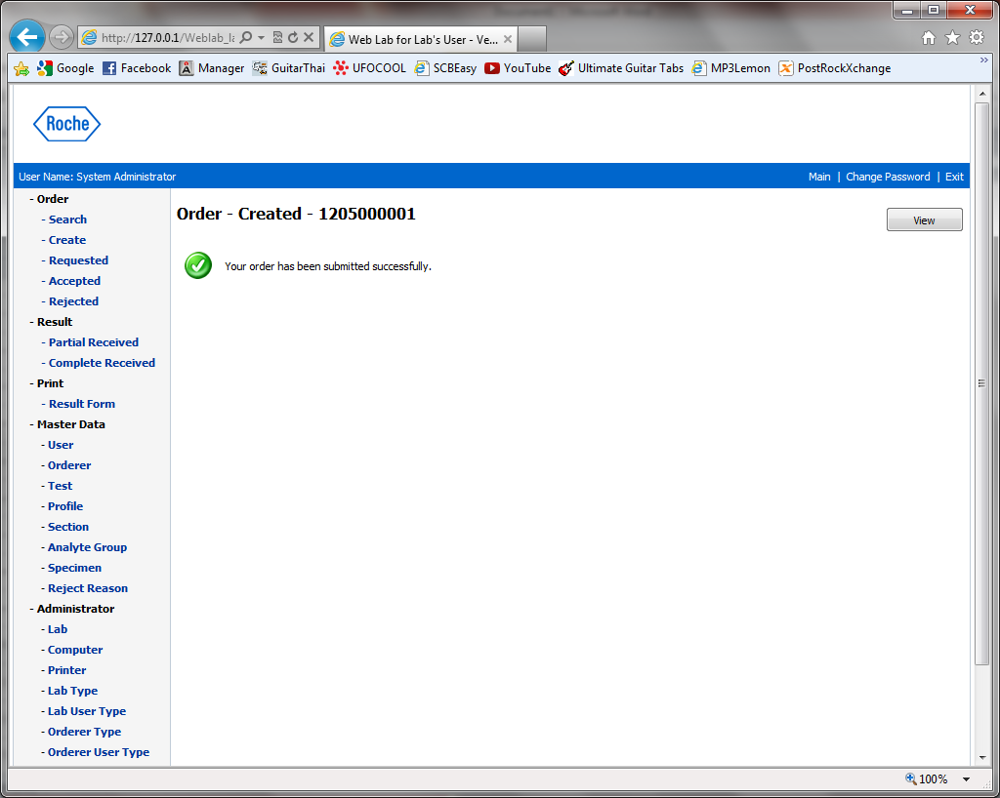 http://127.0.0.1/Weblab_la
Web Lab for Lab's User - Ve...
Google Facebook Manager GuitarThai UFOCOOL SCBEasy YouTube Ultimate Guitar Tabs MP3Lemon PostRockXchange
Roche
User Name: System Administrator Main | Change Password | Exit
- Order
- Search
- Create
- Requested
- Accepted
- Rejected
- Result
- Partial Received
- Complete Received
- Print
- Result Form
- Master Data
- User
- Orderer
- Test
- Profile
- Section
- Analyte Group
- Specimen
- Reject Reason
- Administrator
- Lab
- Computer
- Printer
- Lab Type
- Lab User Type
- Orderer Type
- Orderer User Type
Order - Created - 1205000001
View
Your order has been submitted successfully.
100%